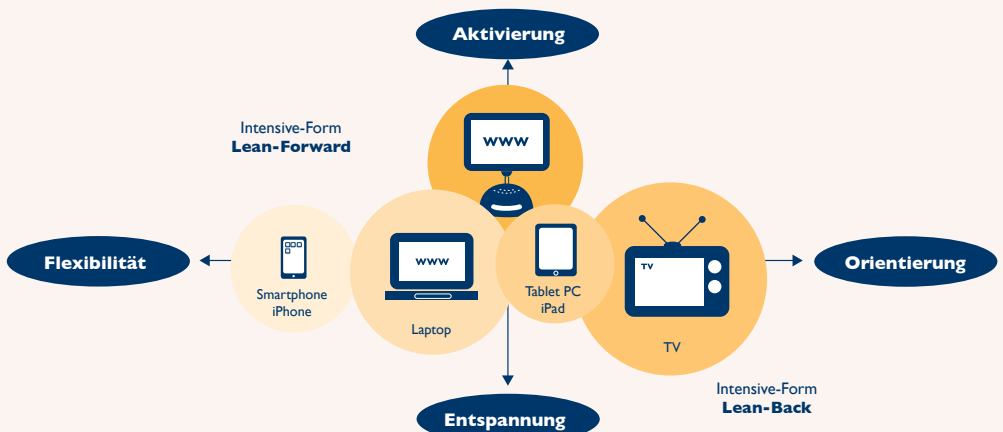 Aktivierung
Intensive-Form
Lean-Forward
www
Flexibilität
Smartphone
iPhone
www
Laptop
Tablet PC
iPad
TV
TV
Orientierung
Intensive-Form
Lean-Back
Entspannung